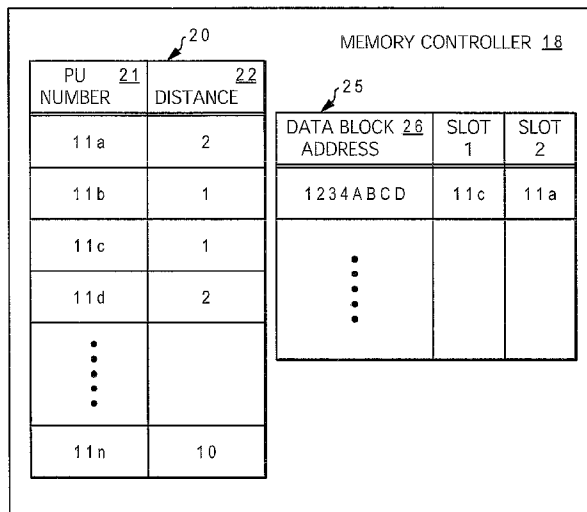 20
MEMORY CONTROLLER 18
PU 21 NUMBER
22 DISTANCE
11a 2
11b 1
11c 1
11d 2
11n 10
25
DATA BLOCK 26 ADDRESS
SLOT 1
SLOT 2
1234ABCD 11c 11a